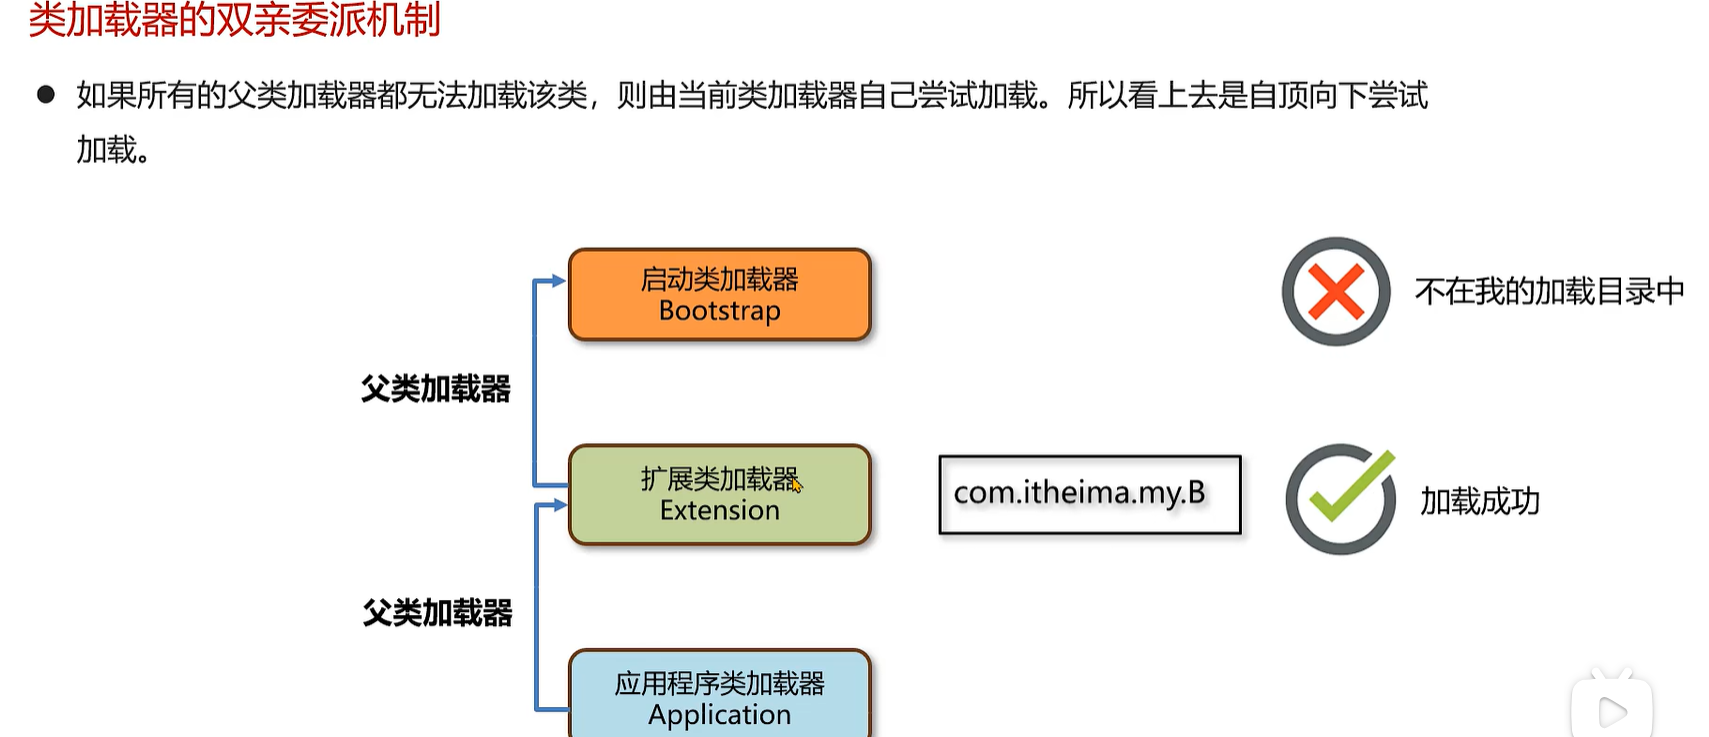 类加载器的双亲委派机制
● 如果所有的父类加载器都无法加载该类，则由当前类加载器自己尝试加载。所以看上去是自顶向下尝试
加载。
启动类加载器
Bootstrap
不在我的加载目录中
父类加载器
扩展类加载器
Extension
com.itheima.my.B
加载成功
父类加载器
应用程序类加载器
Application